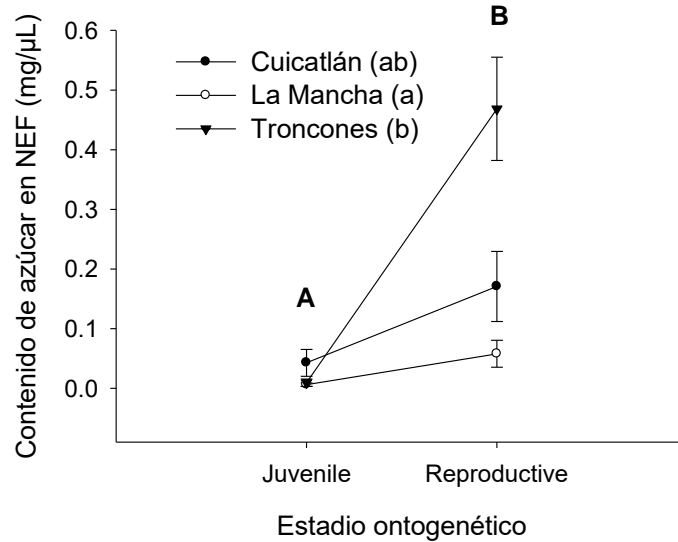 B
0.6
Cuicatlán (ab)
0.5
La Mancha (a)
Troncones (b)
0.4
0.3
0.2
A
0.1
0.0
Contenido de azúcar en NEF (mg/µL)
Juvenile Reproductive
Estadio ontogenético